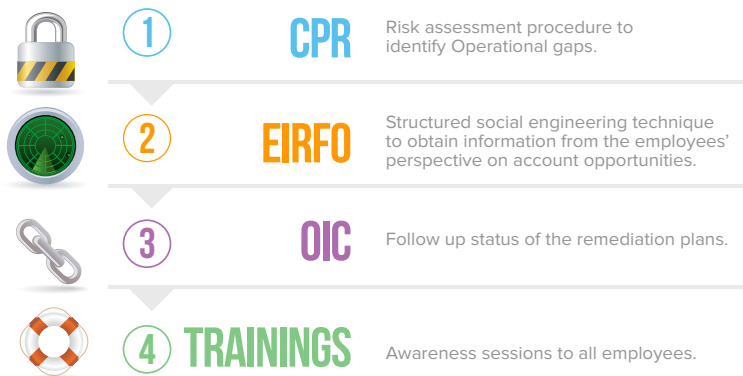 1
CPR
Risk assessment procedure to
identify Operational gaps.
2
EIRFO
Structured social engineering technique
to obtain information from the employees’
perspective on account opportunities.
3
OIC
Follow up status of the remediation plans.
4
TRAININGS
Awareness sessions to all employees.